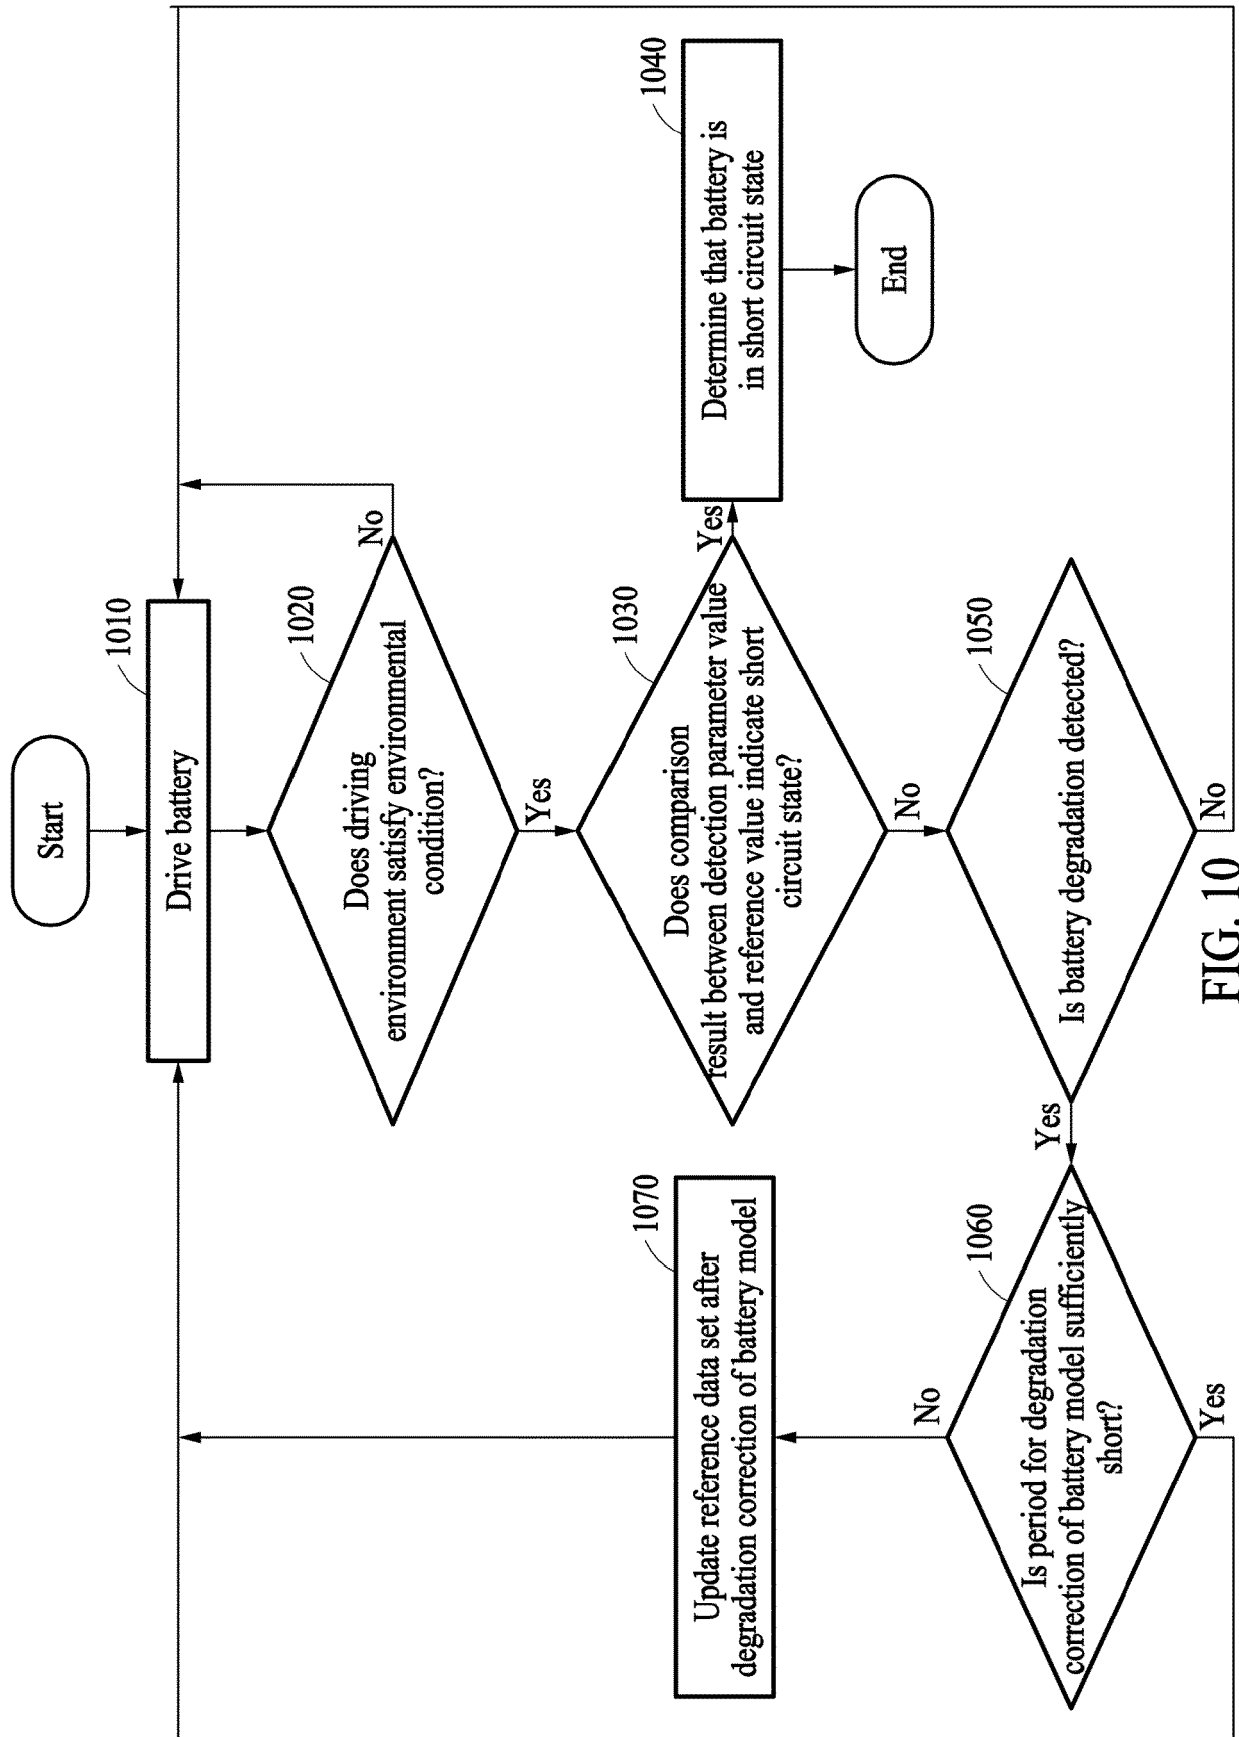 Start
1010
Drive battery
1020
Does driving
environment satisfy environmental
condition?
No
Yes
1030
Does comparison
result between detection parameter value
and reference value indicate short
circuit state?
Yes
1040
Determine that battery is
in short circuit state
End
No
1050
Is battery degradation detected?
No
Yes
1060
Is period for degradation
correction of battery model sufficiently
short?
Yes
No
1070
Update reference data set after
degradation correction of battery model
FIG. 10